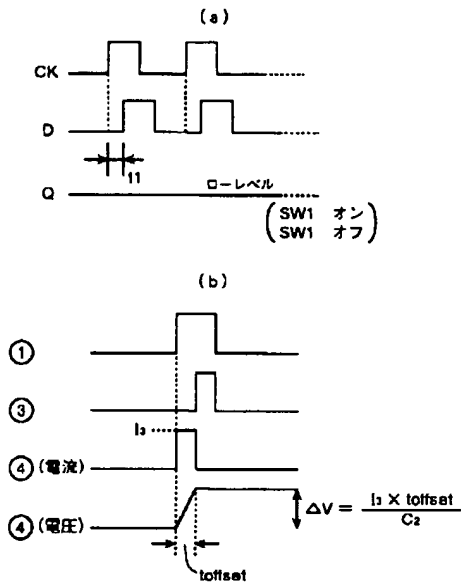 (a)
CK
D
t1
Q
ローレベル
SW1 オン
SW1 オフ
(b)
①
③
I₃
④(電流)
④(電圧)
ΔV = I₃ × toffset / C₂
toffset